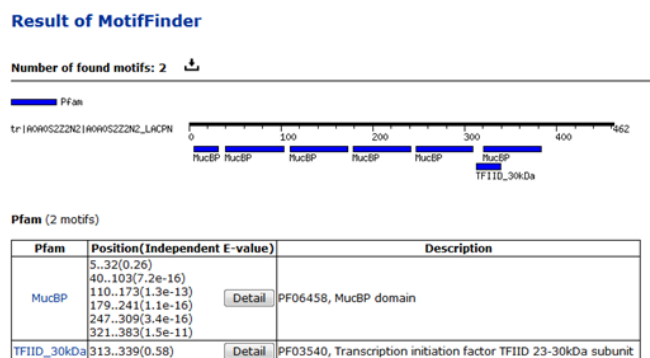 Result of MotifFinder
Number of found motifs: 2
Pfam
tr|A0A0S2Z2N2|A0A0S2Z2N2_LACPN
0 100 200 300 400 462
MucBP MucBP MucBP MucBP MucBP MucBP
TFIID_30kDa
Pfam (2 motifs)
Pfam Position(Independent E-value) Description
5..32(0.26)
40..103(7.2e-16)
110..173(1.3e-13)
MucBP 179..241(1.1e-16) Detail PF06458, MucBP domain
247..309(3.4e-16)
321..383(1.5e-11)
TFIID_30kDa 313..339(0.58) Detail PF03540, Transcription initiation factor TFIID 23-30kDa subunit